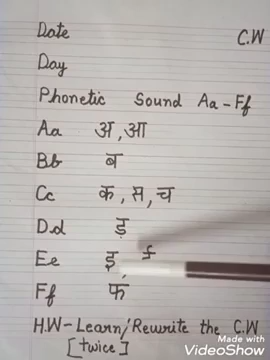 Date C.W
Day
Phonetic Sound Aa-Ff
Aa अ, आ
Bb ब
Cc क, स, च
Dd ड़
Ee इ,
Ff फ
H.W-Learn/Rewrite the C.W
[twice]
Made with
VideoShow